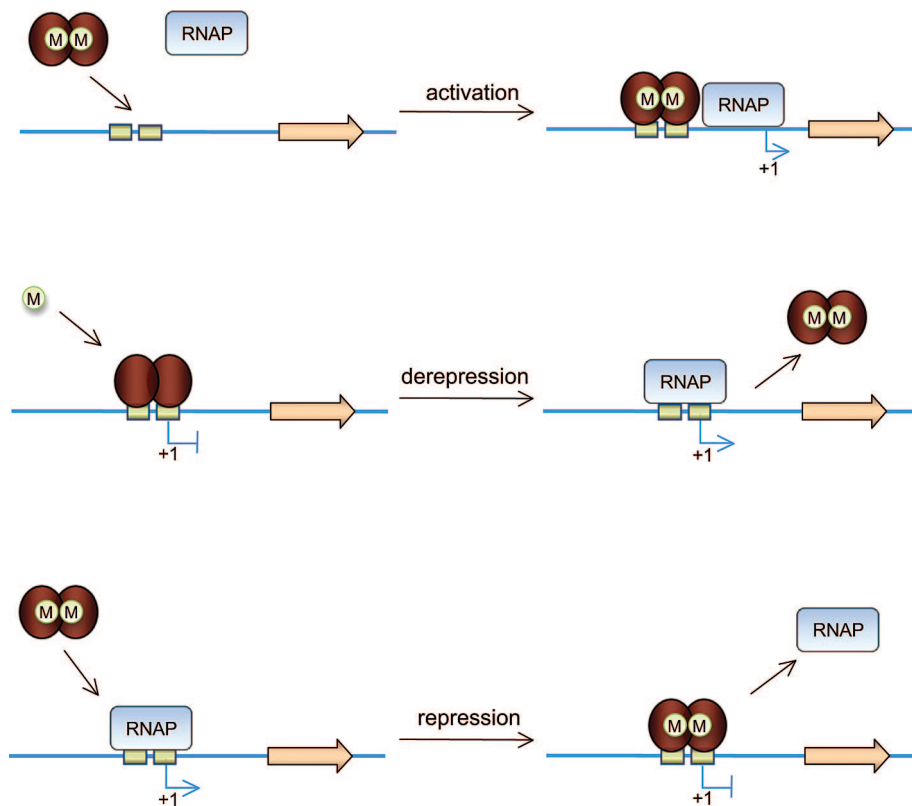 M M RNAP
activation
M M RNAP
+1
M
derepression
RNAP
M M
+1
+1
M M
RNAP
repression
RNAP
M M
+1
+1